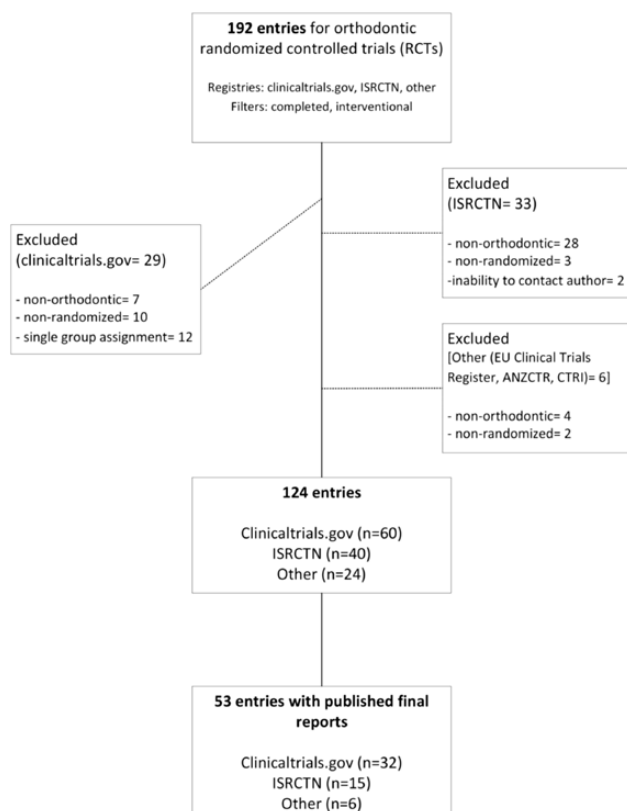 192 entries for orthodontic
randomized controlled trials (RCTs)
Registries: clinicaltrials.gov, ISRCTN, other
Filters: completed, interventional
Excluded
(ISRCTN= 33)
- non-orthodontic= 28
- non-randomized= 3
-inability to contact author= 2
Excluded
(clinicaltrials.gov= 29)
- non-orthodontic= 7
- non-randomized= 10
- single group assignment= 12
Excluded
[Other (EU Clinical Trials
Register, ANZCTR, CTRI)= 6]
- non-orthodontic= 4
- non-randomized= 2
124 entries
Clinicaltrials.gov (n=60)
ISRCTN (n=40)
Other (n=24)
53 entries with published final
reports
Clinicaltrials.gov (n=32)
ISRCTN (n=15)
Other (n=6)